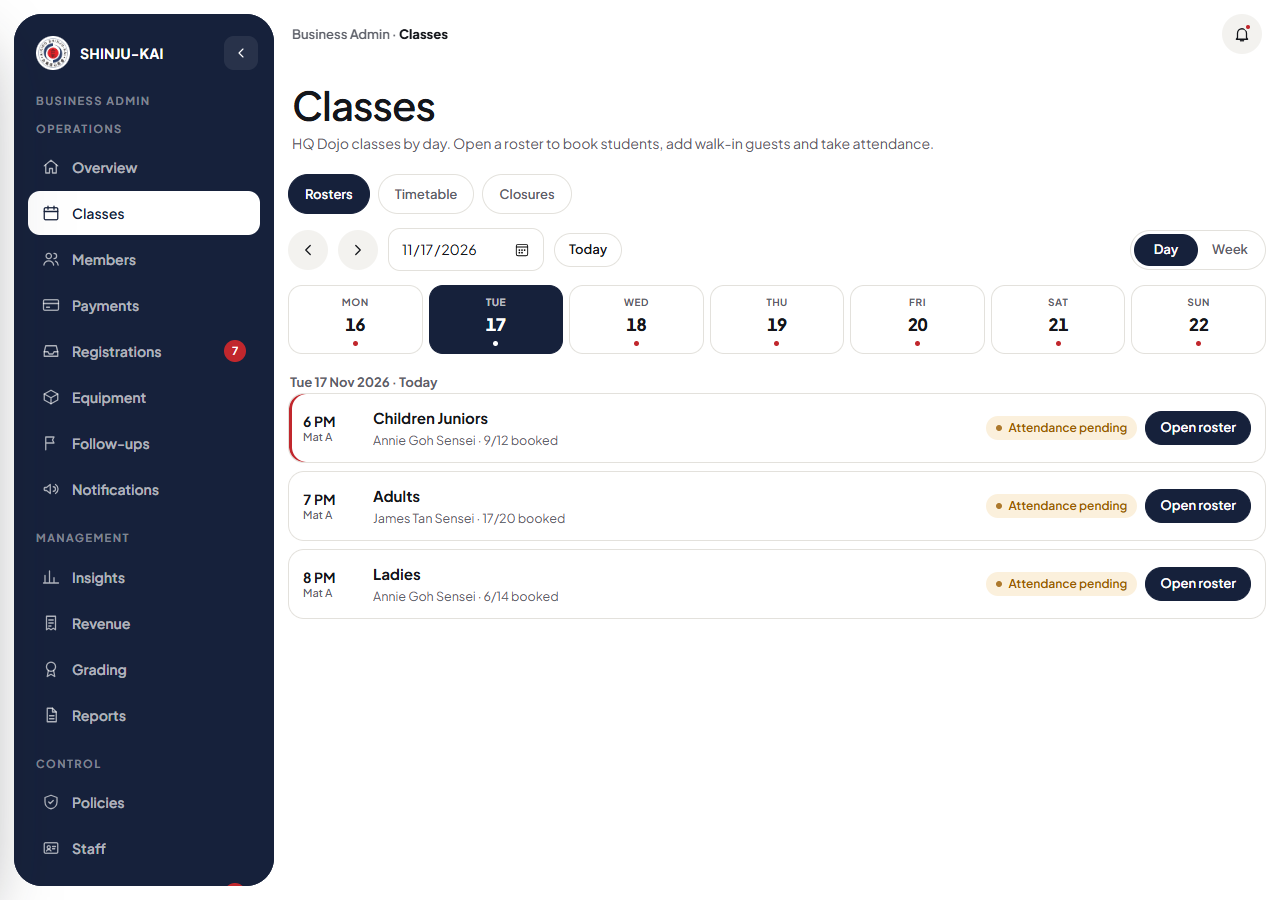 SHINJU-KAI
BUSINESS ADMIN
OPERATIONS
Overview
Classes
Members
Payments
Registrations 7
Equipment
Follow-ups
Notifications
MANAGEMENT
Insights
Revenue
Grading
Reports
CONTROL
Policies
Staff
Business Admin · Classes
Classes
HQ Dojo classes by day. Open a roster to book students, add walk-in guests and take attendance.
Rosters Timetable Closures
11/17/2026 Today Day Week
MON TUE WED THU FRI SAT SUN
16 17 18 19 20 21 22
Tue 17 Nov 2026 · Today
6 PM Children Juniors Attendance pending Open roster
Mat A Annie Goh Sensei · 9/12 booked
7 PM Adults Attendance pending Open roster
Mat A James Tan Sensei · 17/20 booked
8 PM Ladies Attendance pending Open roster
Mat A Annie Goh Sensei · 6/14 booked